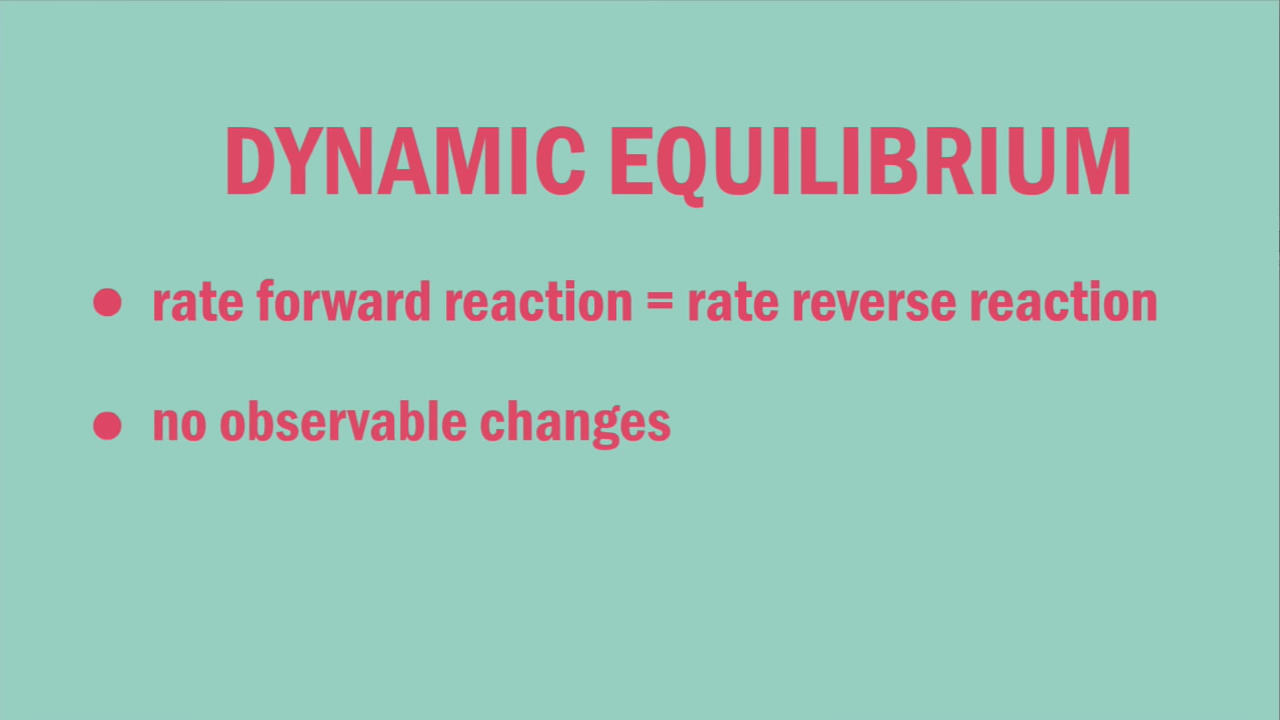 DYNAMIC EQUILIBRIUM
● rate forward reaction = rate reverse reaction
● no observable changes